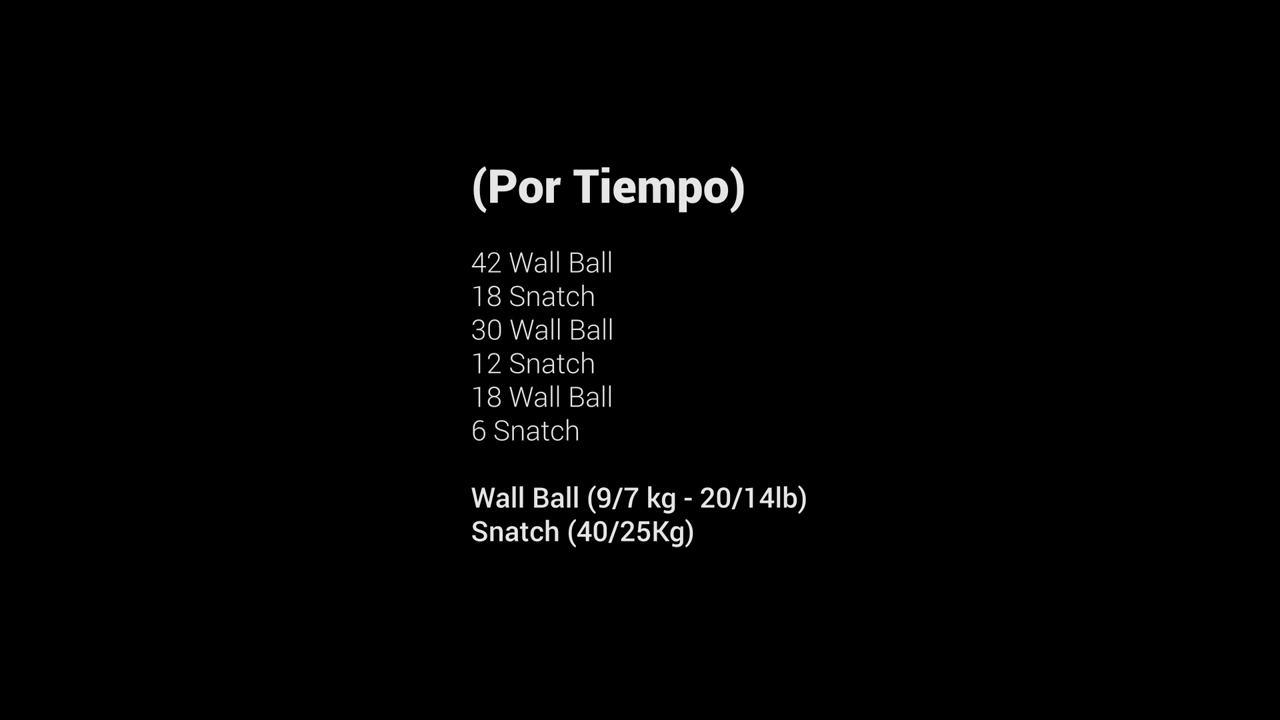 (Por Tiempo)
42 Wall Ball
18 Snatch
30 Wall Ball
12 Snatch
18 Wall Ball
6 Snatch
Wall Ball (9/7 kg - 20/14lb)
Snatch (40/25Kg)